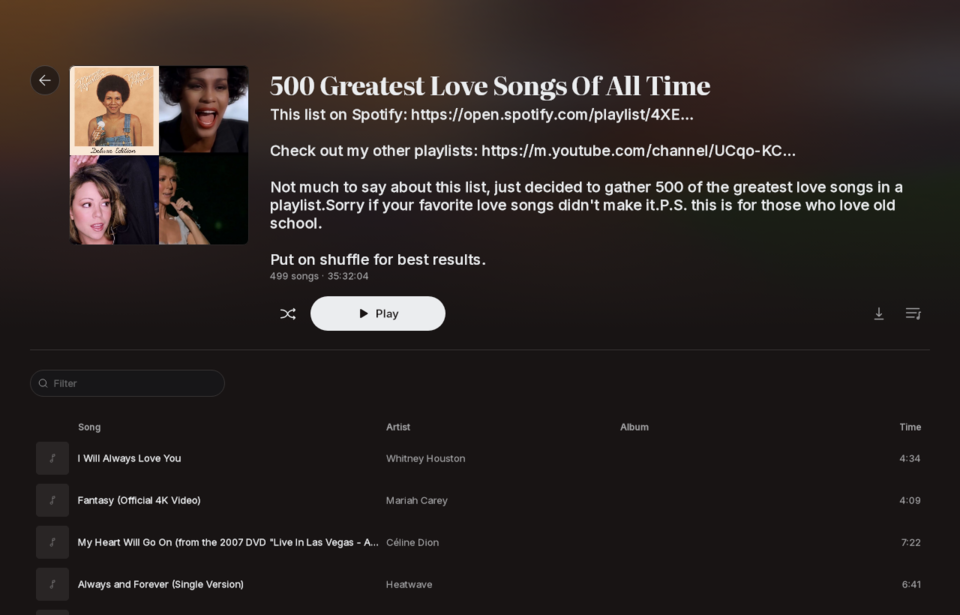 500 Greatest Love Songs Of All Time
This list on Spotify: https://open.spotify.com/playlist/4XE...
Check out my other playlists: https://m.youtube.com/channel/UCqo-KC...
Not much to say about this list, just decided to gather 500 of the greatest love songs in a
playlist.Sorry if your favorite love songs didn't make it.P.S. this is for those who love old
school.
Put on shuffle for best results.
499 songs · 35:32:04
Play
Filter
Song Artist Album Time
I Will Always Love You Whitney Houston 4:34
Fantasy (Official 4K Video) Mariah Carey 4:09
My Heart Will Go On (from the 2007 DVD "Live In Las Vegas - A... Céline Dion 7:22
Always and Forever (Single Version) Heatwave 6:41
Deluxe Edition